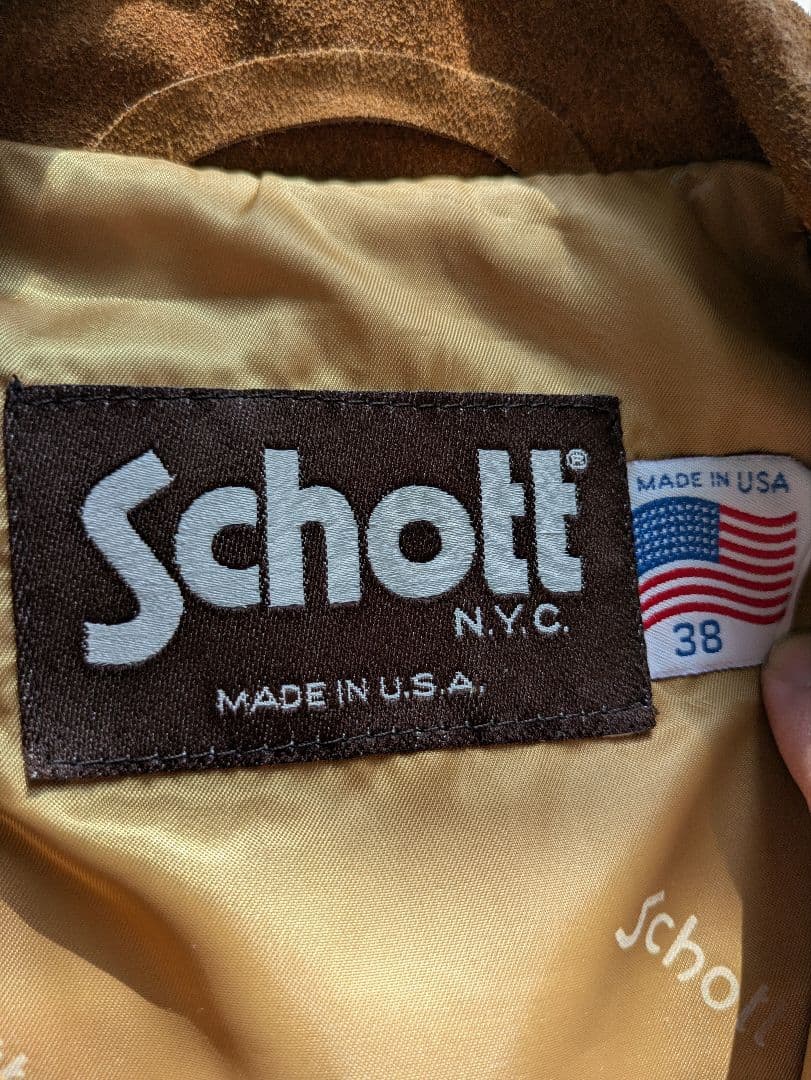 Schott®
N.Y.C.
MADE IN U.S.A.
MADE IN USA
38
Schott